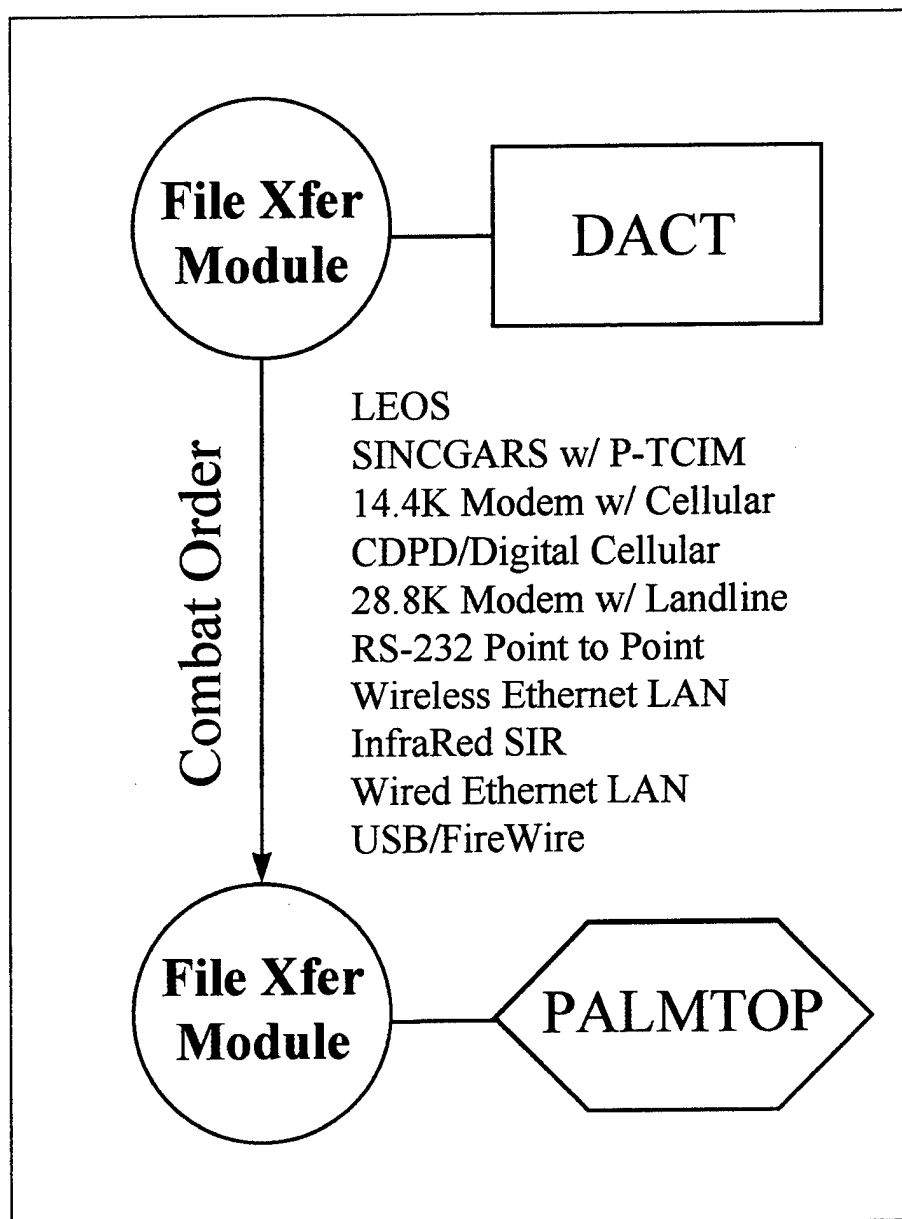 File Xfer
Module
DACT
Combat Order
LEOS
SINCGARS w/ P-TCIM
14.4K Modem w/ Cellular
CDPD/Digital Cellular
28.8K Modem w/ Landline
RS-232 Point to Point
Wireless Ethernet LAN
InfraRed SIR
Wired Ethernet LAN
USB/FireWire
File Xfer
Module
PALMTOP